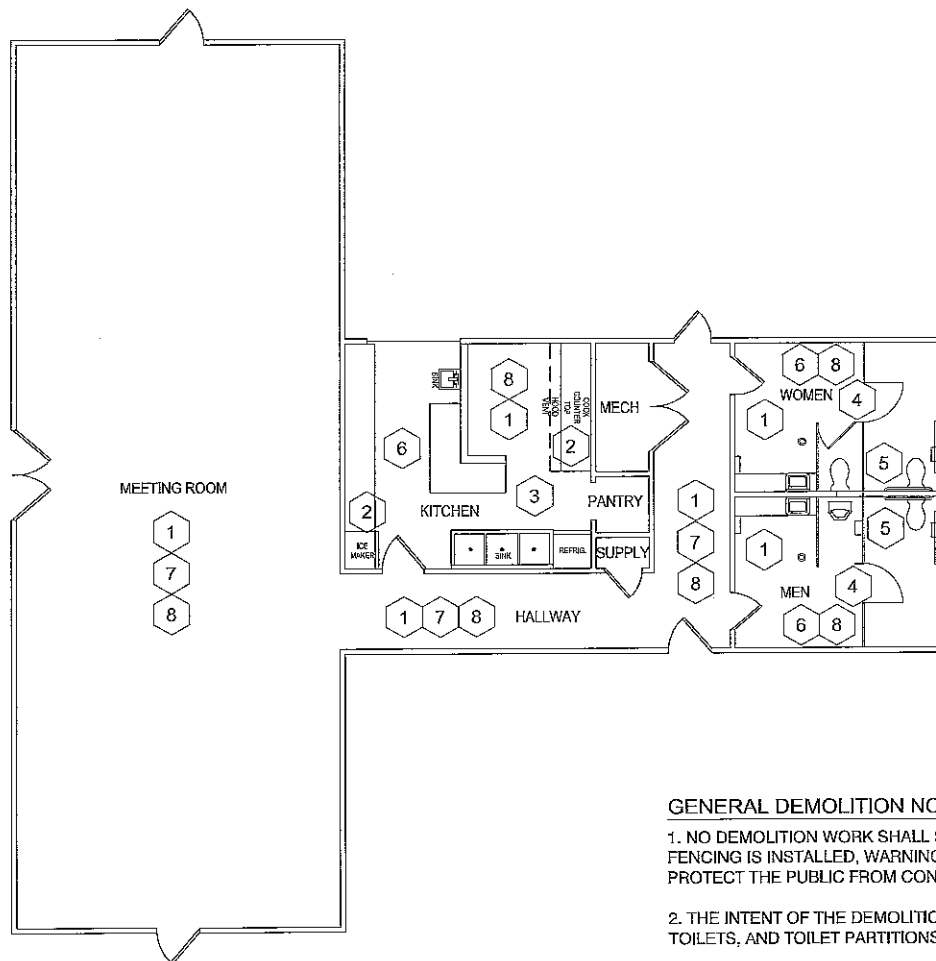 8
6
8
WOMEN
4
1
1
SINK
COOK
COUNTER
TOP
HOOD
VENT
MECH
2
6
5
3
MEETING ROOM
KITCHEN
2
PANTRY
1
7
8
1
7
8
5
ICE
MAKER
SINK
REFRIG.
SUPPLY
1
4
MEN
1
7
8
HALLWAY
6
8
GENERAL DEMOLITION NO
1. NO DEMOLITION WORK SHALL S
FENCING IS INSTALLED, WARNING
PROTECT THE PUBLIC FROM CON
2. THE INTENT OF THE DEMOLITIO
TOILETS, AND TOILET PARTITIONS